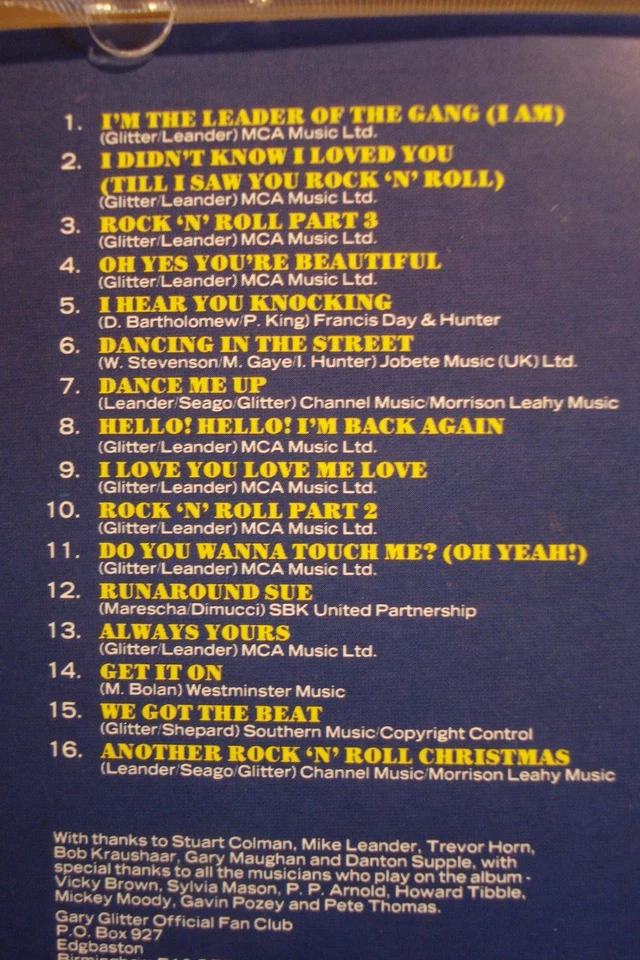 1. I'M THE LEADER OF THE GANG (I AM)
(Glitter/Leander) MCA Music Ltd.
2. I DIDN'T KNOW I LOVED YOU
(TILL I SAW YOU ROCK 'N' ROLL)
(Glitter/Leander) MCA Music Ltd.
3. ROCK 'N' ROLL PART 3
(Glitter/Leander) MCA Music Ltd.
4. OH YES YOU'RE BEAUTIFUL
(Glitter/Leander) MCA Music Ltd.
5. I HEAR YOU KNOCKING
(D. Bartholomew/P. King) Francis Day & Hunter
6. DANCING IN THE STREET
(W. Stevenson/M. Gaye/I. Hunter) Jobete Music (UK) Ltd.
7. DANCE ME UP
(Leander/Seago/Glitter) Channel Music/Morrison Leahy Music
8. HELLO! HELLO! I'M BACK AGAIN
(Glitter/Leander) MCA Music Ltd.
9. I LOVE YOU LOVE ME LOVE
(Glitter/Leander) MCA Music Ltd.
10. ROCK 'N' ROLL PART 2
(Glitter/Leander) MCA Music Ltd.
11. DO YOU WANNA TOUCH ME? (OH YEAH!)
(Glitter/Leander) MCA Music Ltd.
12. RUNAROUND SUE
(Marescha/Dimucci) SBK United Partnership
13. ALWAYS YOURS
(Glitter/Leander) MCA Music Ltd.
14. GET IT ON
(M. Bolan) Westminster Music
15. WE GOT THE BEAT
(Glitter/Shepard) Southern Music/Copyright Control
16. ANOTHER ROCK 'N' ROLL CHRISTMAS
(Leander/Seago/Glitter) Channel Music/Morrison Leahy Music
With thanks to Stuart Colman, Mike Leander, Trevor Horn,
Bob Kraushaar, Gary Maughan and Danton Supple, with
special thanks to all the musicians who play on the album -
Vicky Brown, Sylvia Mason, P. P. Arnold, Howard Tibble,
Mickey Moody, Gavin Pozey and Pete Thomas.
Gary Glitter Official Fan Club
P.O. Box 927
Edgbaston